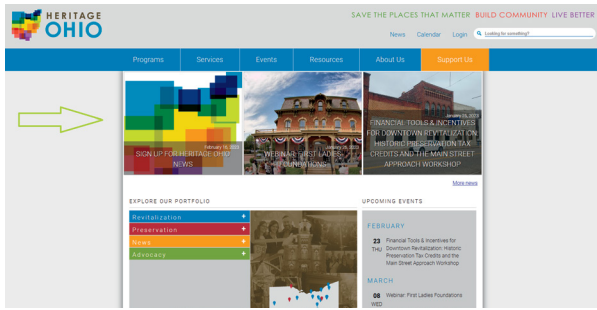 HERITAGE
OHIO
SAVE THE PLACES THAT MATTER BUILD COMMUNITY LIVE BETTER
News Calendar Login Looking for something?
Programs Services Events Resources About Us Support Us
February 16, 2023
SIGN UP FOR HERITAGE OHIO
NEWS
January 26, 2023
WEBINAR: FIRST LADIES
FOUNDATIONS
January 24, 2023
FINANCIAL TOOLS & INCENTIVES
FOR DOWNTOWN REVITALIZATION:
HISTORIC PRESERVATION TAX
CREDITS AND THE MAIN STREET
APPROACH WORKSHOP
More news
EXPLORE OUR PORTFOLIO
Revitalization +
Preservation +
News +
Advocacy +
UPCOMING EVENTS
FEBRUARY
23 Financial Tools & Incentives for
THU Downtown Revitalization: Historic
Preservation Tax Credits and the
Main Street Approach Workshop
MARCH
08 Webinar: First Ladies Foundations
WED